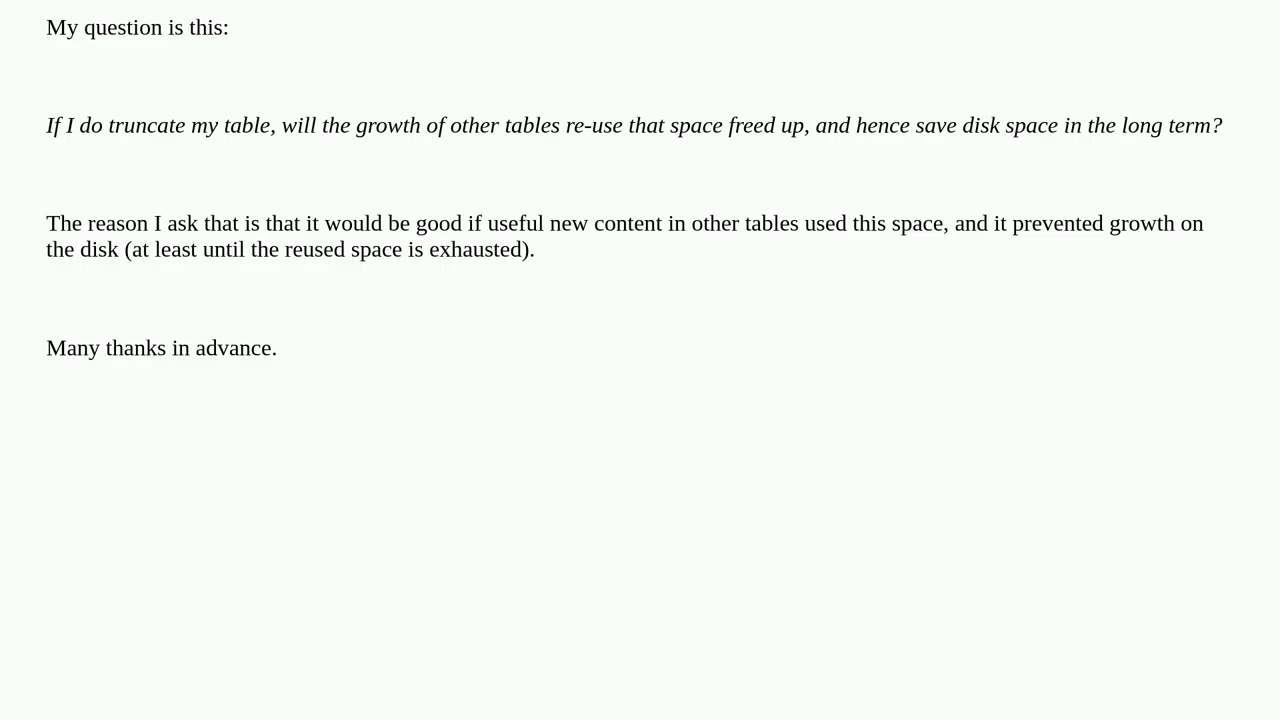 My question is this:
If I do truncate my table, will the growth of other tables re-use that space freed up, and hence save disk space in the long term?
The reason I ask that is that it would be good if useful new content in other tables used this space, and it prevented growth on
the disk (at least until the reused space is exhausted).
Many thanks in advance.